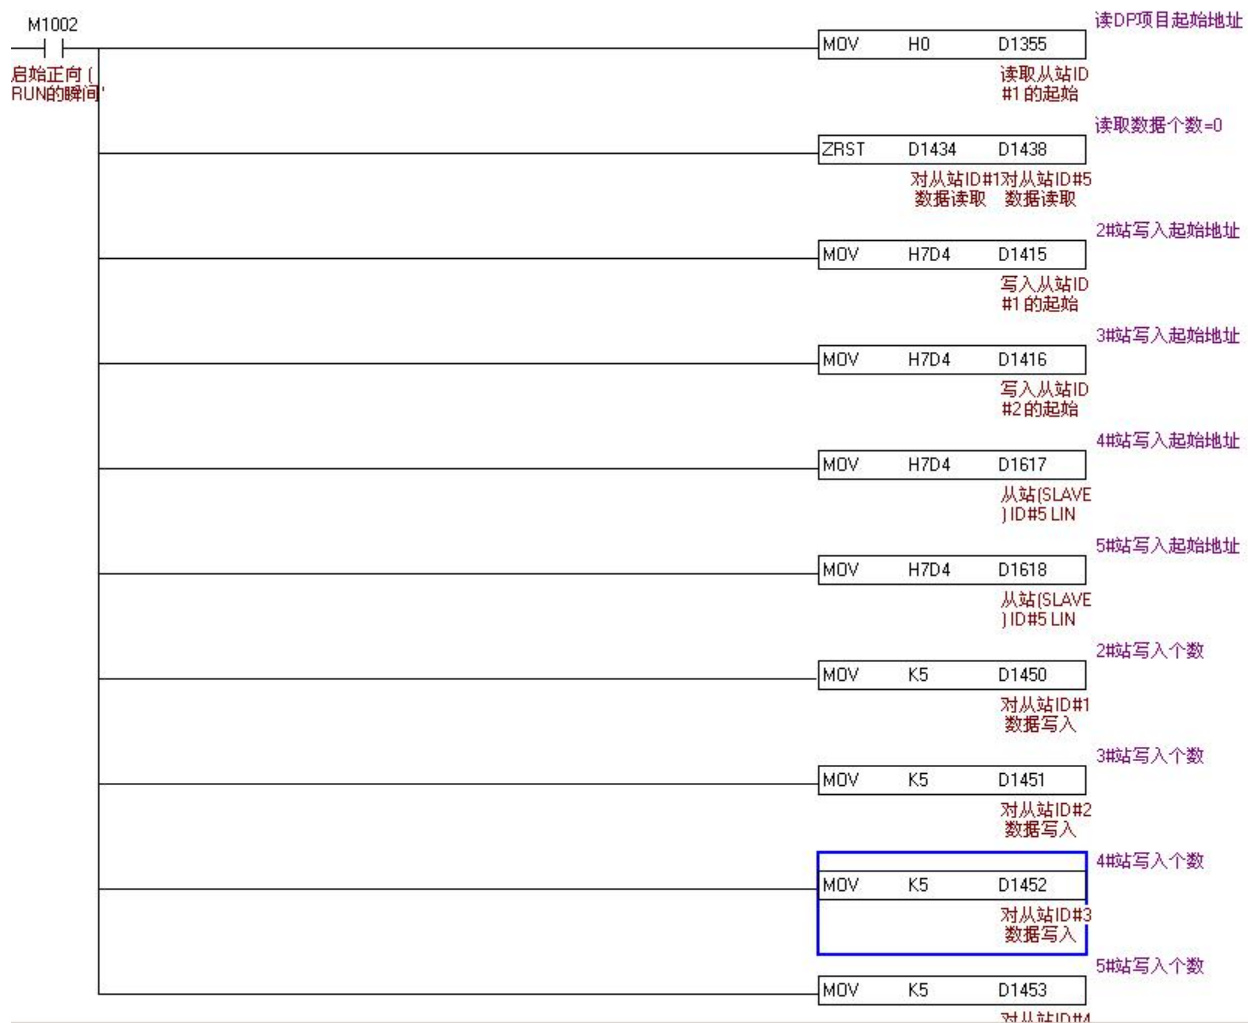 M1002
启始正向 (
RUN的瞬间'
读DP项目起始地址
MOV H0 D1355
读取从站ID
#1 的起始
读取数据个数=0
ZRST D1434 D1438
对从站ID#1 对从站ID#5
数据读取 数据读取
2#站写入起始地址
MOV H7D4 D1415
写入从站ID
#1 的起始
3#站写入起始地址
MOV H7D4 D1416
写入从站ID
#2 的起始
4#站写入起始地址
MOV H7D4 D1617
从站(SLAVE
) ID#5 LIN
5#站写入起始地址
MOV H7D4 D1618
从站(SLAVE
) ID#5 LIN
2#站写入个数
MOV K5 D1450
对从站ID#1
数据写入
3#站写入个数
MOV K5 D1451
对从站ID#2
数据写入
4#站写入个数
MOV K5 D1452
对从站ID#3
数据写入
5#站写入个数
MOV K5 D1453
对从站ID#4